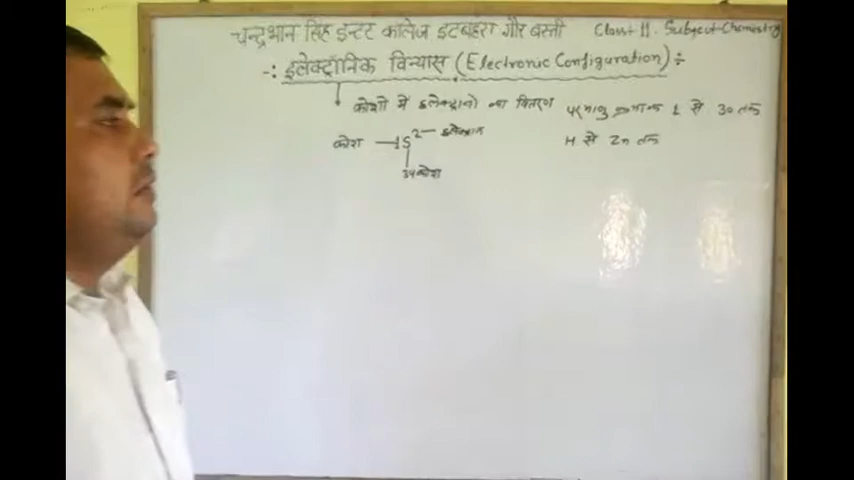 चन्द्रभान सिंह इन्टर कालेज इटबहरा गौर बस्ती Class-11. Subject-Chemistry
-: इलेक्ट्रॉनिक विन्यास (Electronic Configuration) ÷
कोशों में इलेक्ट्रानो का वितरण परमाणु क्रमांक 1 से 30 तक
कोश —1S²— इलेक्ट्रान H से Zn तक
उपकोश